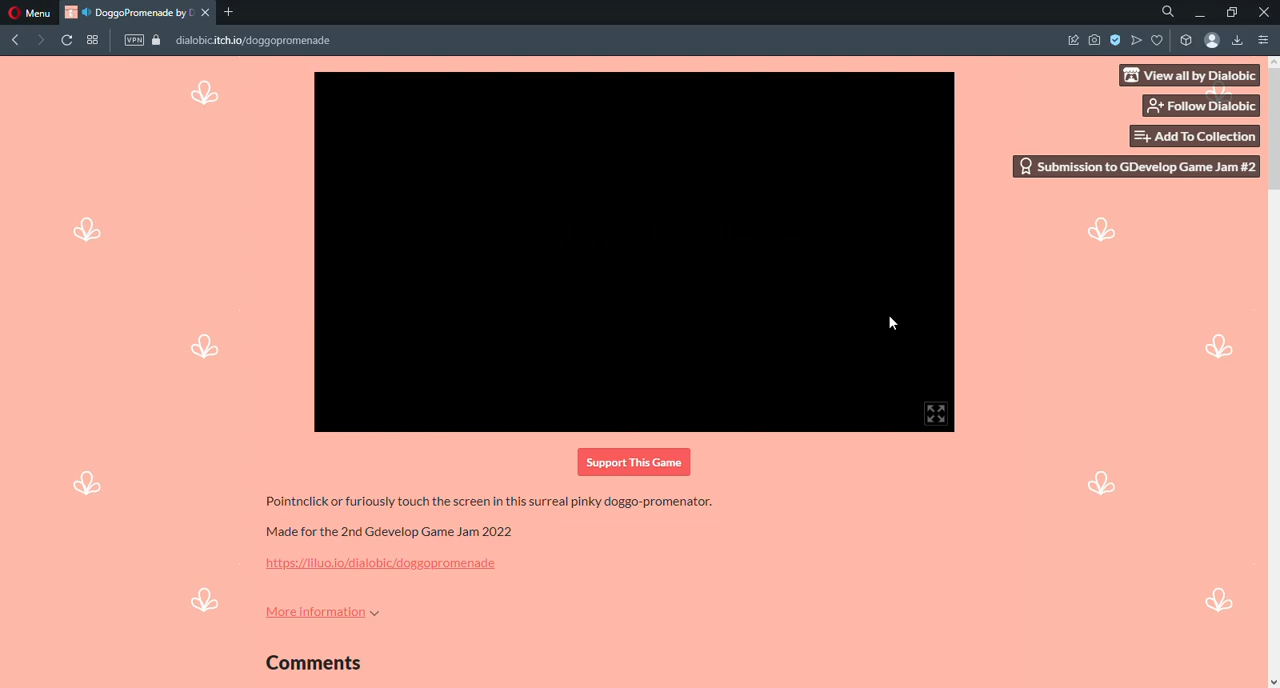 Menu
DoggoPromenade by D
dialobic.itch.io/doggopromenade
VPN
View all by Dialobic
Follow Dialobic
Add To Collection
Submission to GDevelop Game Jam #2
Support This Game
Pointnclick or furiously touch the screen in this surreal pinky doggo-promenator.
Made for the 2nd Gdevelop Game Jam 2022
https://liluo.io/dialobic/doggopromenade
More information
Comments